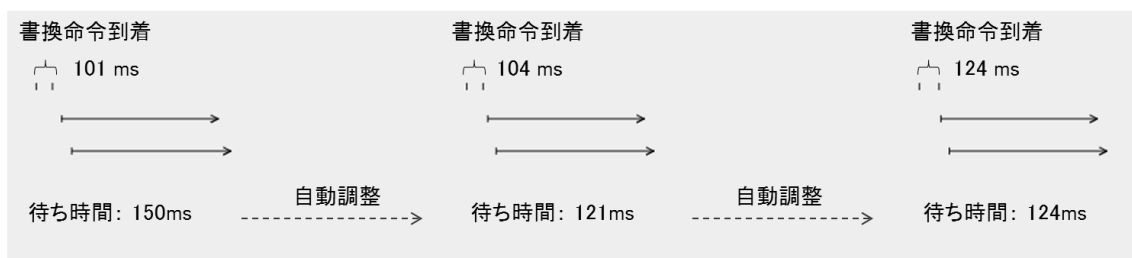 書換命令到着
101 ms
待ち時間: 150ms
自動調整
書換命令到着
104 ms
待ち時間: 121ms
自動調整
書換命令到着
124 ms
待ち時間: 124ms